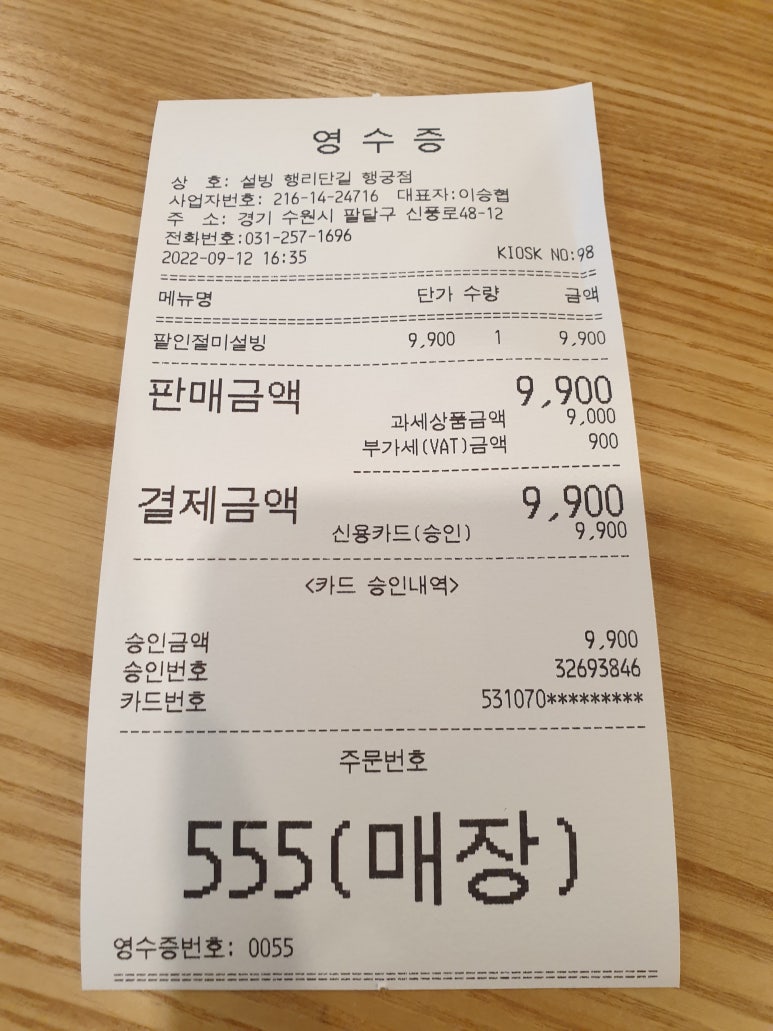 영 수 증
상 호: 설빙 행리단길 행궁점
사업자번호: 216-14-24716 대표자:이승협
주 소: 경기 수원시 팔달구 신풍로48-12
전화번호:031-257-1696
2022-09-12 16:35 KIOSK NO:98
메뉴명 단가 수량 금액
팥인절미설빙 9,900 1 9,900
판매금액 9,900
과세상품금액 9,000
부가세(VAT)금액 900
결제금액 9,900
신용카드(승인) 9,900
<카드 승인내역>
승인금액 9,900
승인번호 32693846
카드번호 531070*********
주문번호
555(매장)
영수증번호: 0055